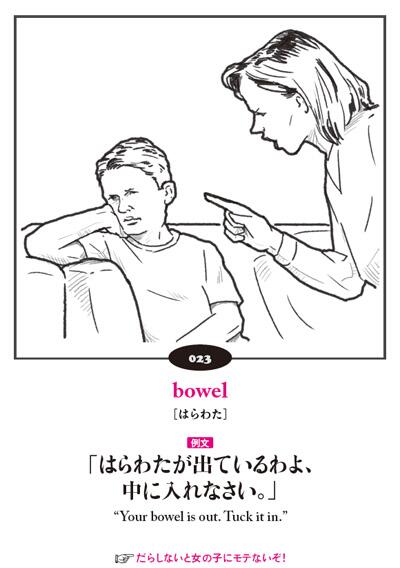 023
bowel
［はらわた］
例文
「はらわたが出ているわよ、
中に入れなさい。」
“Your bowel is out. Tuck it in.”
☞ だらしないと女の子にモテないぞ！